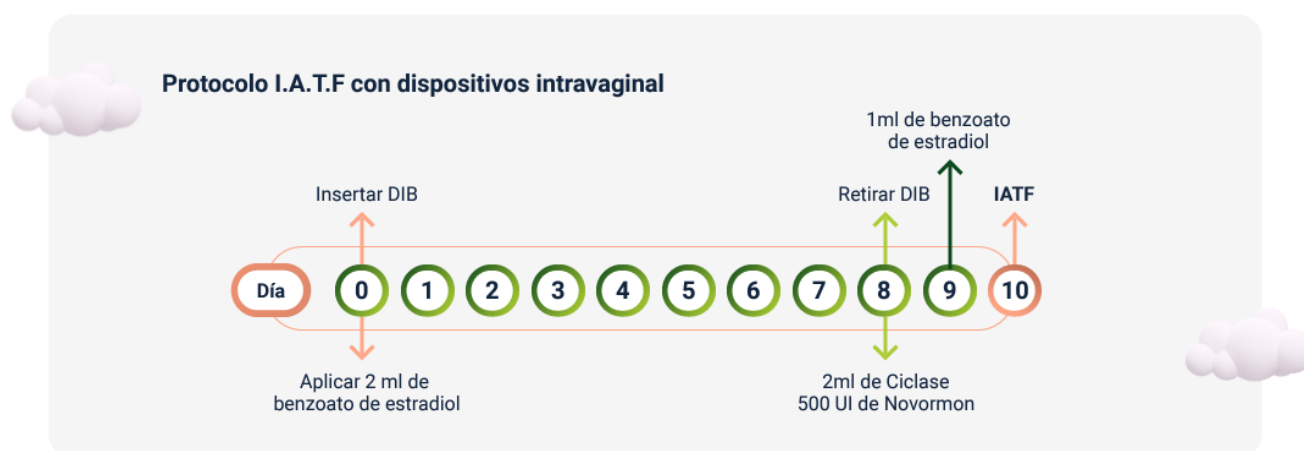 Protocolo I.A.T.F con dispositivos intravaginal
1ml de benzoato
de estradiol
Insertar DIB
Retirar DIB
IATF
Día 0 1 2 3 4 5 6 7 8 9 10
Aplicar 2 ml de
benzoato de estradiol
2ml de Ciclase
500 UI de Novormon